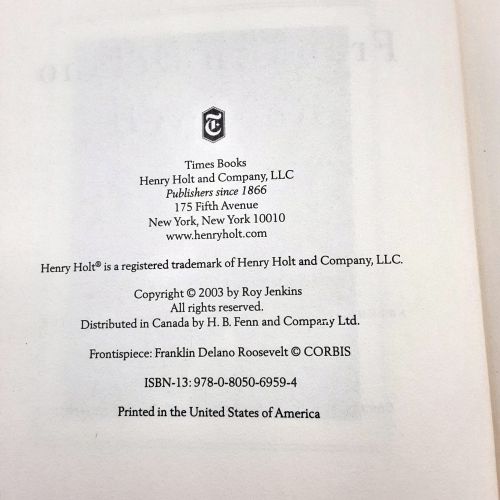 T
Times Books
Henry Holt and Company, LLC
Publishers since 1866
175 Fifth Avenue
New York, New York 10010
www.henryholt.com
Henry Holt® is a registered trademark of Henry Holt and Company, LLC.
Copyright © 2003 by Roy Jenkins
All rights reserved.
Distributed in Canada by H. B. Fenn and Company Ltd.
Frontispiece: Franklin Delano Roosevelt © CORBIS
ISBN-13: 978-0-8050-6959-4
Printed in the United States of America